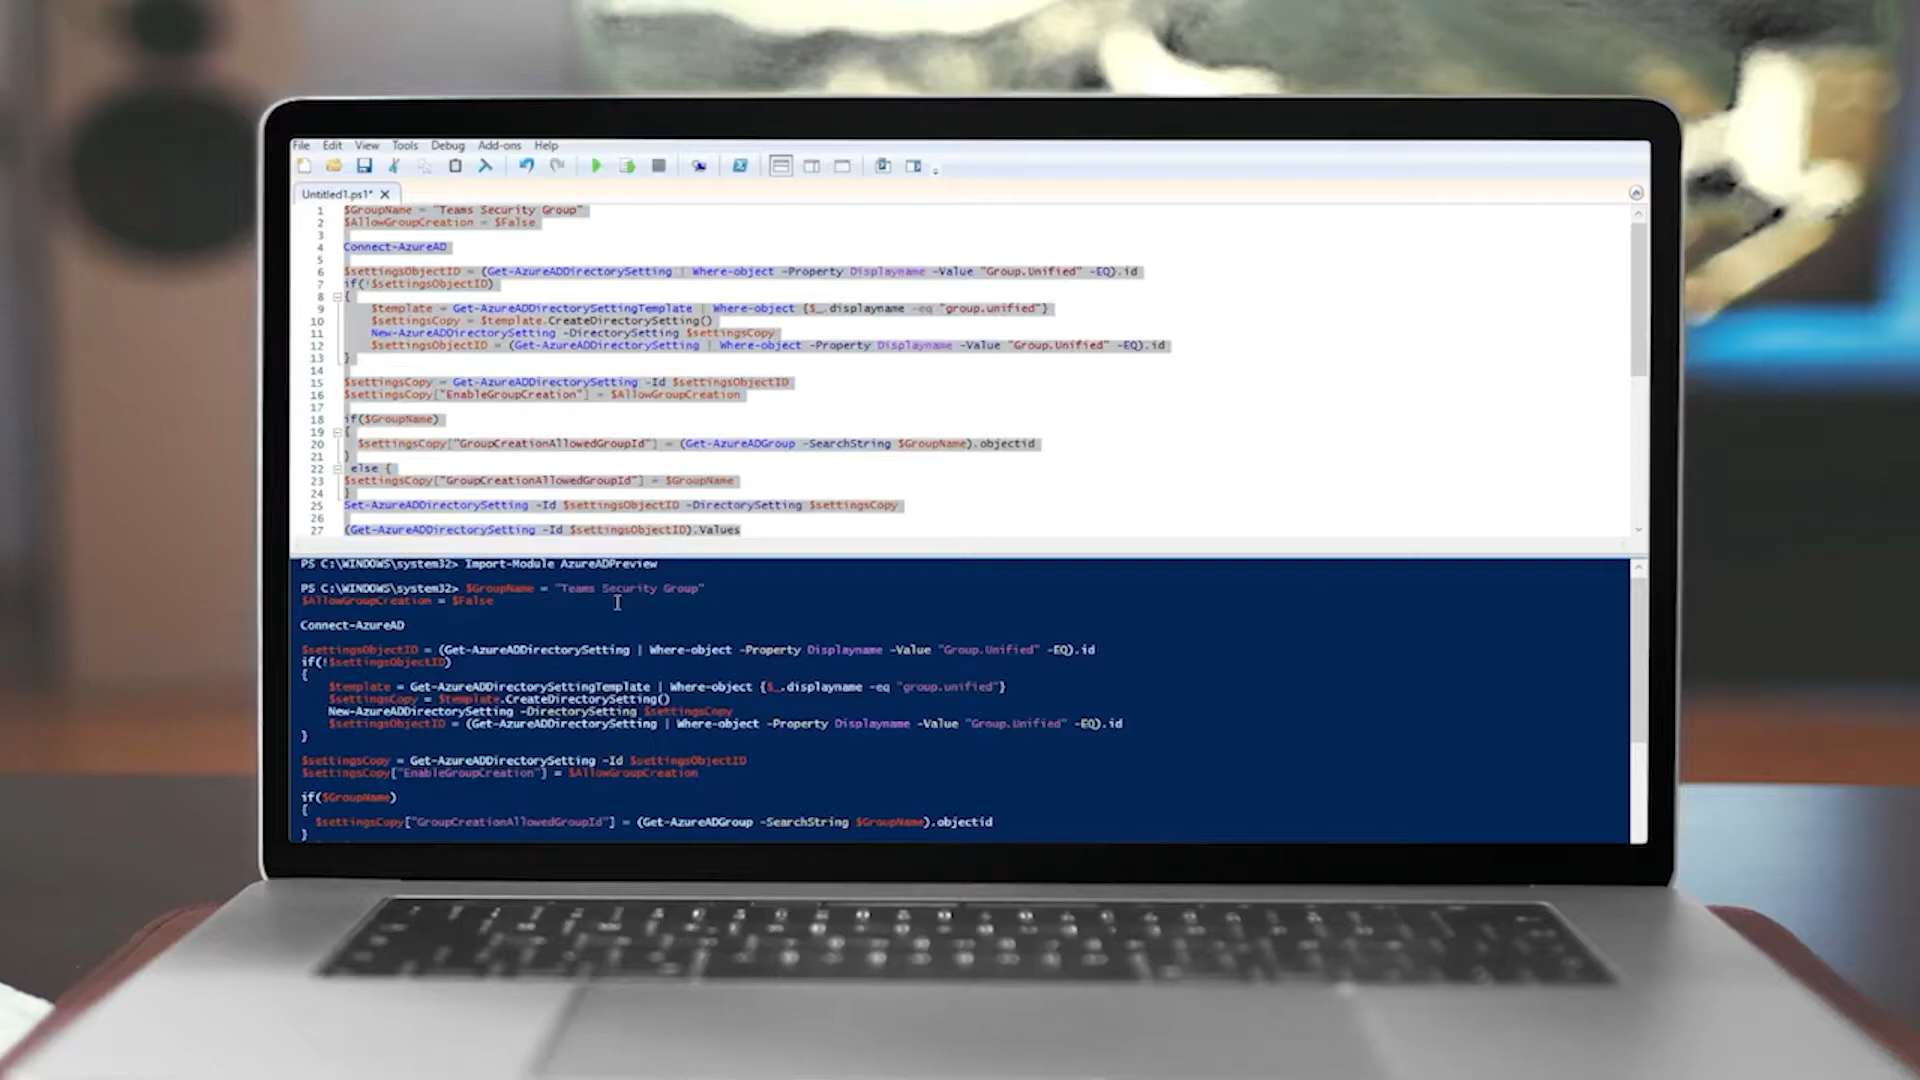 File Edit View Tools Debug Add-ons Help
Untitled1.ps1*
1 $GroupName = "Teams Security Group"
2 $AllowGroupCreation = $False
3
4 Connect-AzureAD
5
6 $settingsObjectID = (Get-AzureADDirectorySetting | Where-object -Property Displayname -Value "Group.Unified" -EQ).id
7 if(!$settingsObjectID)
8 {
9 $template = Get-AzureADDirectorySettingTemplate | Where-object {$_.displayname -eq "group.unified"}
10 $settingsCopy = $template.CreateDirectorySetting()
11 New-AzureADDirectorySetting -DirectorySetting $settingsCopy
12 $settingsObjectID = (Get-AzureADDirectorySetting | Where-object -Property Displayname -Value "Group.Unified" -EQ).id
13 }
14
15 $settingsCopy = Get-AzureADDirectorySetting -Id $settingsObjectID
16 $settingsCopy["EnableGroupCreation"] = $AllowGroupCreation
17
18 if($GroupName)
19 {
20 $settingsCopy["GroupCreationAllowedGroupId"] = (Get-AzureADGroup -SearchString $GroupName).objectid
21 }
22 else {
23 $settingsCopy["GroupCreationAllowedGroupId"] = $GroupName
24 }
25 Set-AzureADDirectorySetting -Id $settingsObjectID -DirectorySetting $settingsCopy
26
27 (Get-AzureADDirectorySetting -Id $settingsObjectID).Values
PS C:\WINDOWS\system32> Import-Module AzureADPreview
PS C:\WINDOWS\system32> $GroupName = "Teams Security Group"
$AllowGroupCreation = $False
Connect-AzureAD
$settingsObjectID = (Get-AzureADDirectorySetting | Where-object -Property Displayname -Value "Group.Unified" -EQ).id
if(!$settingsObjectID)
{
$template = Get-AzureADDirectorySettingTemplate | Where-object {$_.displayname -eq "group.unified"}
$settingsCopy = $template.CreateDirectorySetting()
New-AzureADDirectorySetting -DirectorySetting $settingsCopy
$settingsObjectID = (Get-AzureADDirectorySetting | Where-object -Property Displayname -Value "Group.Unified" -EQ).id
}
$settingsCopy = Get-AzureADDirectorySetting -Id $settingsObjectID
$settingsCopy["EnableGroupCreation"] = $AllowGroupCreation
if($GroupName)
{
$settingsCopy["GroupCreationAllowedGroupId"] = (Get-AzureADGroup -SearchString $GroupName).objectid
}